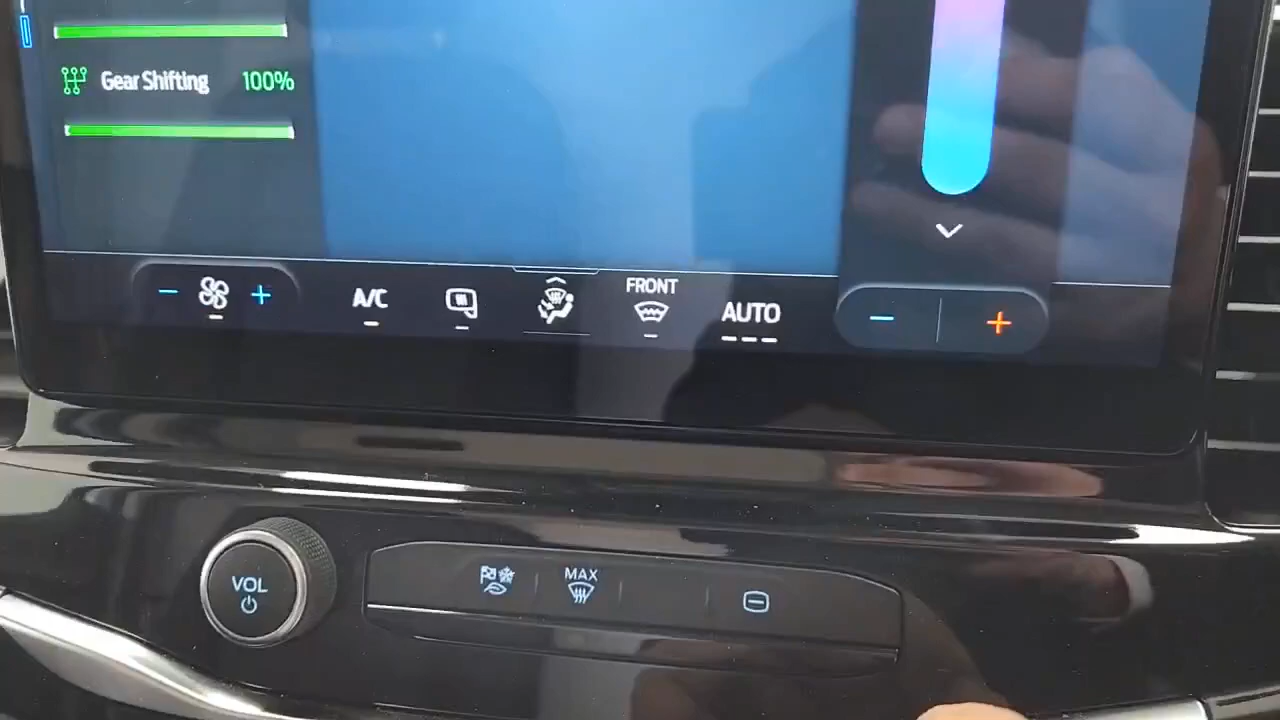 Gear Shifting 100%
A/C
FRONT
AUTO
VOL
MAX